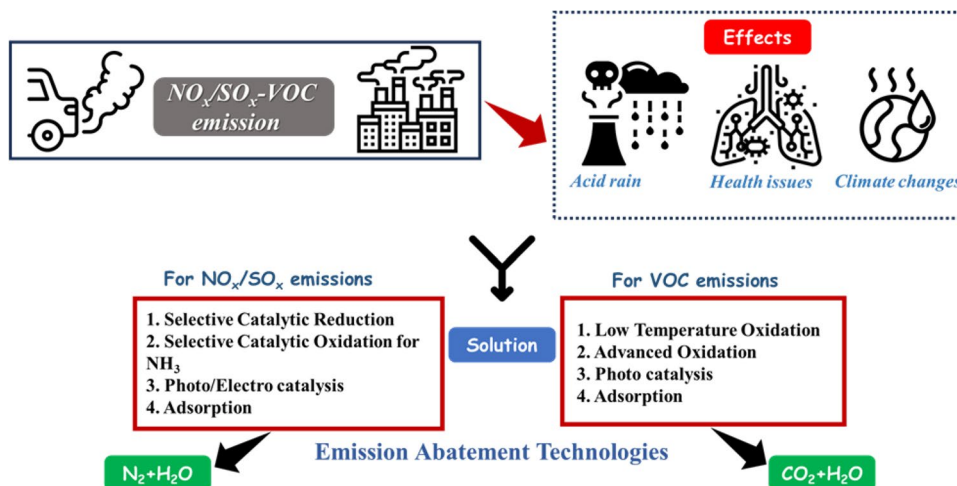 Effects
NOₓ/SOₓ-VOC
emission
Acid rain
Health issues
Climate changes
For NOₓ/SOₓ emissions
1. Selective Catalytic Reduction
2. Selective Catalytic Oxidation for
NH₃
3. Photo/Electro catalysis
4. Adsorption
Solution
For VOC emissions
1. Low Temperature Oxidation
2. Advanced Oxidation
3. Photo catalysis
4. Adsorption
Emission Abatement Technologies
N₂+H₂O
CO₂+H₂O